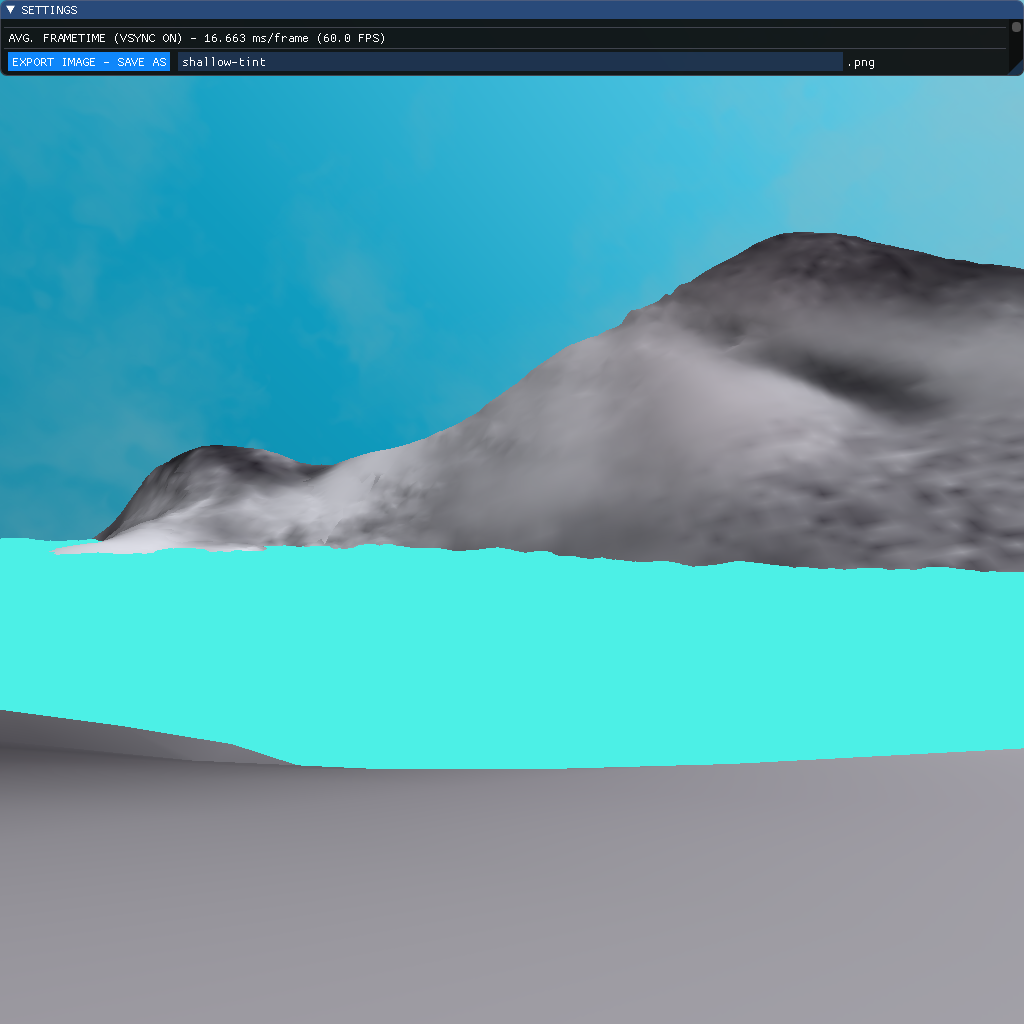 SETTINGS
AVG. FRAMETIME (VSYNC ON) - 16.663 ms/frame (60.0 FPS)
EXPORT IMAGE - SAVE AS shallow-tint .png